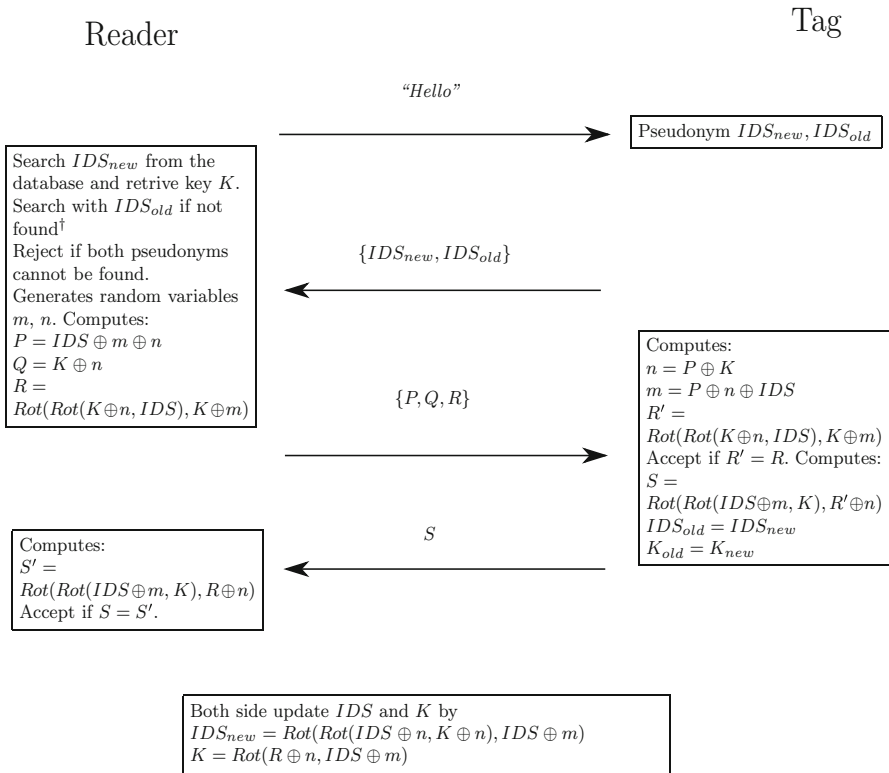 Reader
Tag
“Hello”
Pseudonym IDS_new, IDS_old
Search IDS_new from the
database and retrive key K.
Search with IDS_old if not
found†
Reject if both pseudonyms
cannot be found.
Generates random variables
m, n. Computes:
P = IDS ⊕ m ⊕ n
Q = K ⊕ n
R =
Rot(Rot(K⊕n, IDS), K⊕m)
{IDS_new, IDS_old}
{P, Q, R}
Computes:
n = P ⊕ K
m = P ⊕ n ⊕ IDS
R′ =
Rot(Rot(K⊕n, IDS), K⊕m)
Accept if R′ = R. Computes:
S =
Rot(Rot(IDS⊕m, K), R′⊕n)
IDS_old = IDS_new
K_old = K_new
S
Computes:
S′ =
Rot(Rot(IDS⊕m, K), R⊕n)
Accept if S = S′.
Both side update IDS and K by
IDS_new = Rot(Rot(IDS ⊕ n, K ⊕ n), IDS ⊕ m)
K = Rot(R ⊕ n, IDS ⊕ m)